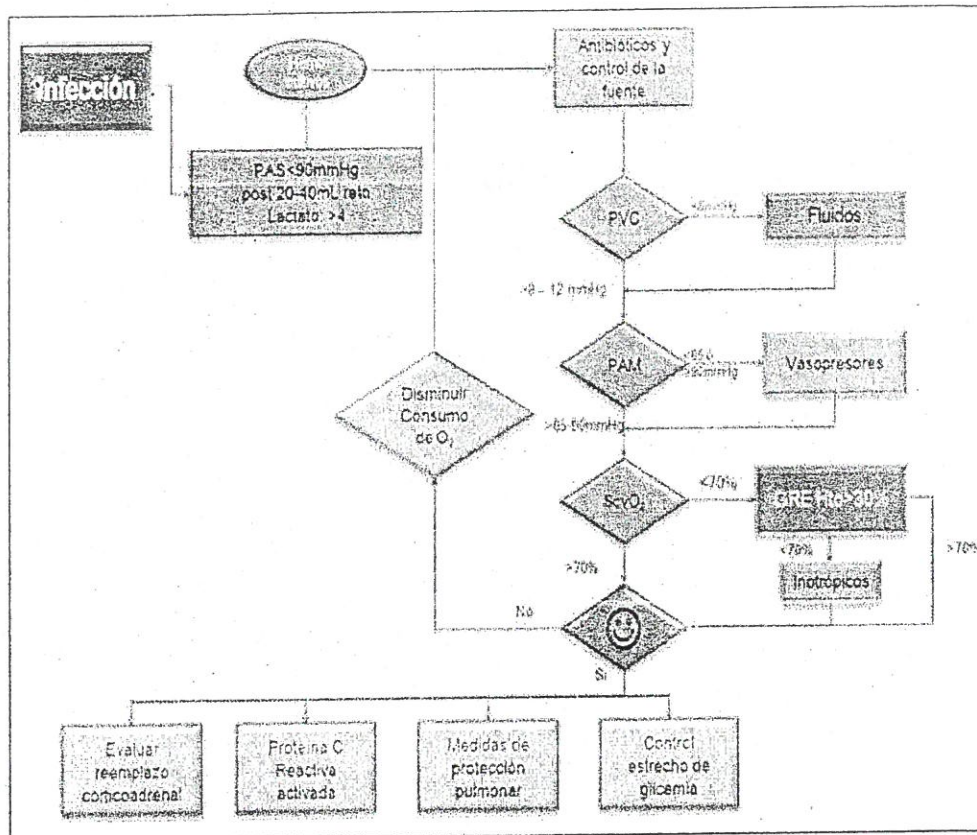 Infección
Antibióticos y
control de la
fuente
PAS<90mmHg
post 20-40mL/
Lactato >4
PVC
Fluidos
>8 – 12 mmHg
PAM
Vasopresores
Disminuir
Consumo
de O₂
>65-90mmHg
ScvO₂
<70%
GRE Hto>30%
<70%
>70%
>70%
Inotrópicos
No
Si
Evaluar
reemplazo
corticoadrenal
Proteína C
Reactiva
activada
Medidas de
protección
pulmonar
Control
estrecho de
glicemia